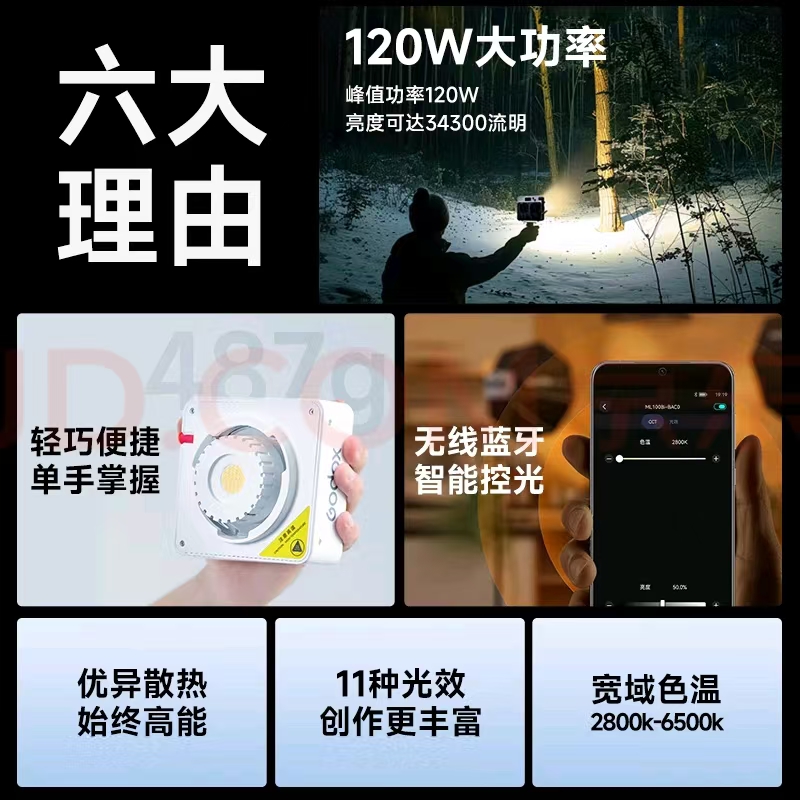 六大
理由
120W大功率
峰值功率120W
亮度可达34300流明
487g
轻巧便捷
单手掌握
无线蓝牙
智能控光
19:19
ML100Bi-BAC0
CCT
光效
色温 2800K
亮度 50.0%
优异散热
始终高能
11种光效
创作更丰富
宽域色温
2800k-6500k
JD.COM